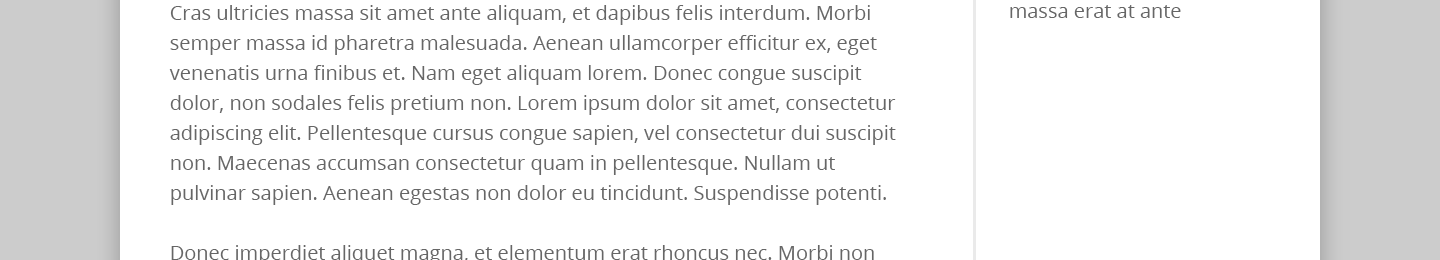 Cras ultricies massa sit amet ante aliquam, et dapibus felis interdum. Morbi
semper massa id pharetra malesuada. Aenean ullamcorper efficitur ex, eget
venenatis urna finibus et. Nam eget aliquam lorem. Donec congue suscipit
dolor, non sodales felis pretium non. Lorem ipsum dolor sit amet, consectetur
adipiscing elit. Pellentesque cursus congue sapien, vel consectetur dui suscipit
non. Maecenas accumsan consectetur quam in pellentesque. Nullam ut
pulvinar sapien. Aenean egestas non dolor eu tincidunt. Suspendisse potenti.
Donec imperdiet aliquet magna, et elementum erat rhoncus nec. Morbi non
massa erat at ante